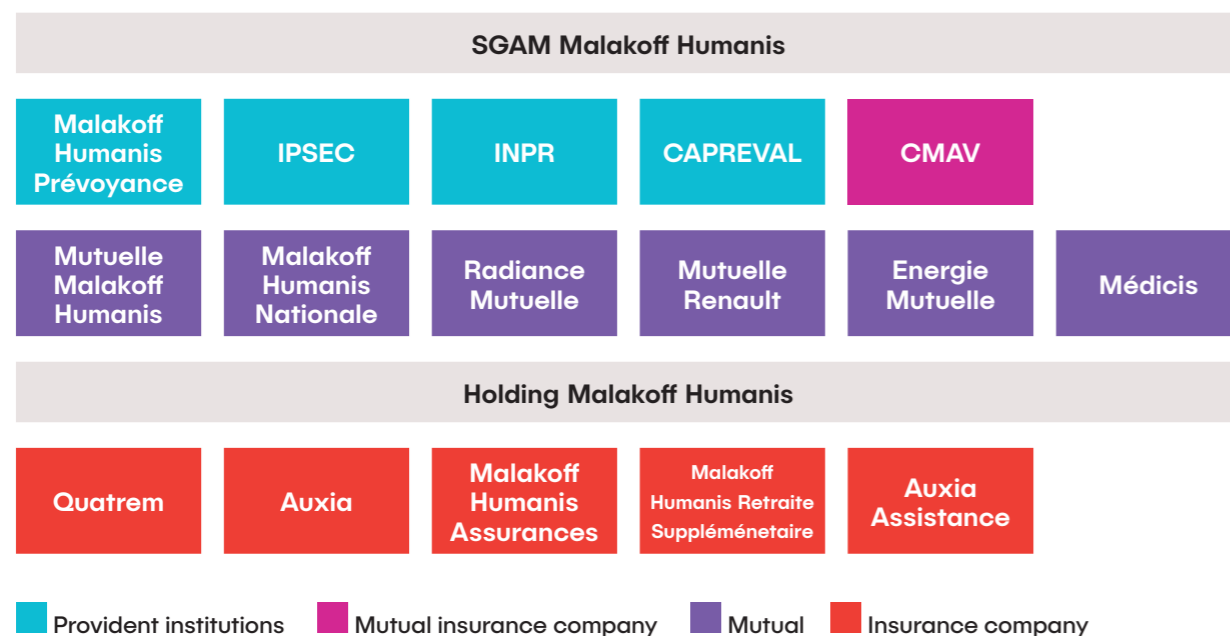 SGAM Malakoff Humanis
Malakoff
Humanis
Prévoyance
IPSEC
INPR
CAPREVAL
CMAV
Mutuelle
Malakoff
Humanis
Malakoff
Humanis
Nationale
Radiance
Mutuelle
Mutuelle
Renault
Energie
Mutuelle
Médicis
Holding Malakoff Humanis
Quatrem
Auxia
Malakoff
Humanis
Assurances
Malakoff
Humanis Retraite
Suppléménetaire
Auxia
Assistance
Provident institutions
Mutual insurance company
Mutual
Insurance company